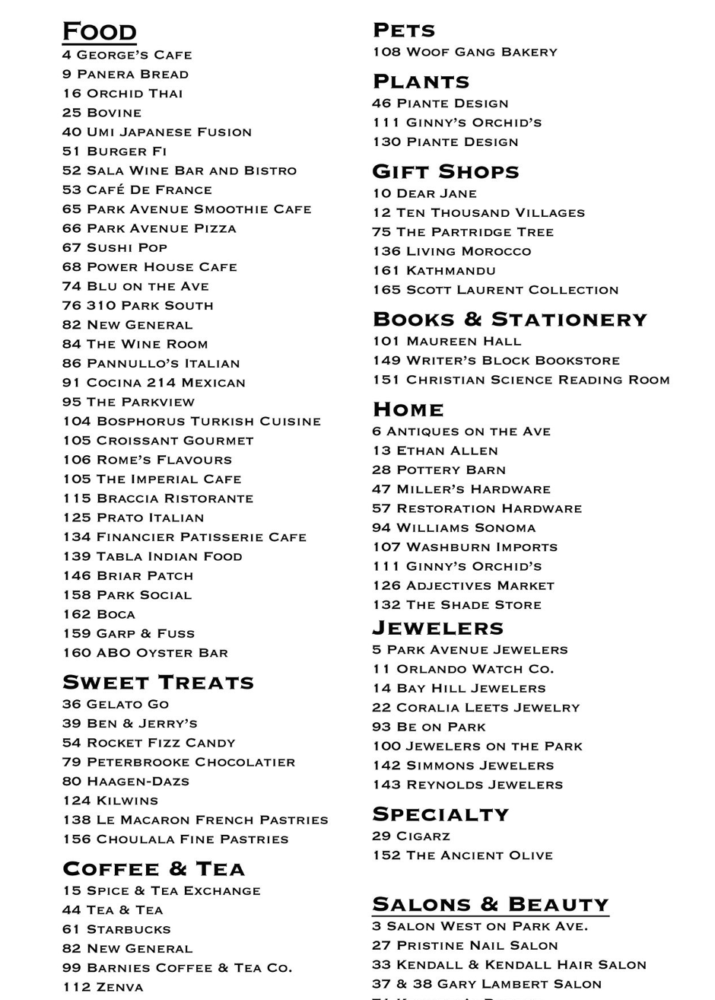 Food
4 George's Cafe
9 Panera Bread
16 Orchid Thai
25 Bovine
40 Umi Japanese Fusion
51 Burger Fi
52 Sala Wine Bar and Bistro
53 Café De France
65 Park Avenue Smoothie Cafe
66 Park Avenue Pizza
67 Sushi Pop
68 Power House Cafe
74 Blu on the Ave
76 310 Park South
82 New General
84 The Wine Room
86 Pannullo's Italian
91 Cocina 214 Mexican
95 The Parkview
104 Bosphorus Turkish Cuisine
105 Croissant Gourmet
106 Rome's Flavours
105 The Imperial Cafe
115 Braccia Ristorante
125 Prato Italian
134 Financier Patisserie Cafe
139 Tabla Indian Food
146 Briar Patch
158 Park Social
162 Boca
159 Garp & Fuss
160 ABO Oyster Bar
Sweet Treats
36 Gelato Go
39 Ben & Jerry's
54 Rocket Fizz Candy
79 Peterbrooke Chocolatier
80 Haagen-Dazs
124 Kilwins
138 Le Macaron French Pastries
156 Choulala Fine Pastries
Coffee & Tea
15 Spice & Tea Exchange
44 Tea & Tea
61 Starbucks
82 New General
99 Barnies Coffee & Tea Co.
112 Zenva
Pets
108 Woof Gang Bakery
Plants
46 Piante Design
111 Ginny's Orchid's
130 Piante Design
Gift Shops
10 Dear Jane
12 Ten Thousand Villages
75 The Partridge Tree
136 Living Morocco
161 Kathmandu
165 Scott Laurent Collection
Books & Stationery
101 Maureen Hall
149 Writer's Block Bookstore
151 Christian Science Reading Room
Home
6 Antiques on the Ave
13 Ethan Allen
28 Pottery Barn
47 Miller's Hardware
57 Restoration Hardware
94 Williams Sonoma
107 Washburn Imports
111 Ginny's Orchid's
126 Adjectives Market
132 The Shade Store
Jewelers
5 Park Avenue Jewelers
11 Orlando Watch Co.
14 Bay Hill Jewelers
22 Coralia Leets Jewelry
93 Be on Park
100 Jewelers on the Park
142 Simmons Jewelers
143 Reynolds Jewelers
Specialty
29 Cigarz
152 The Ancient Olive
Salons & Beauty
3 Salon West on Park Ave.
27 Pristine Nail Salon
33 Kendall & Kendall Hair Salon
37 & 38 Gary Lambert Salon